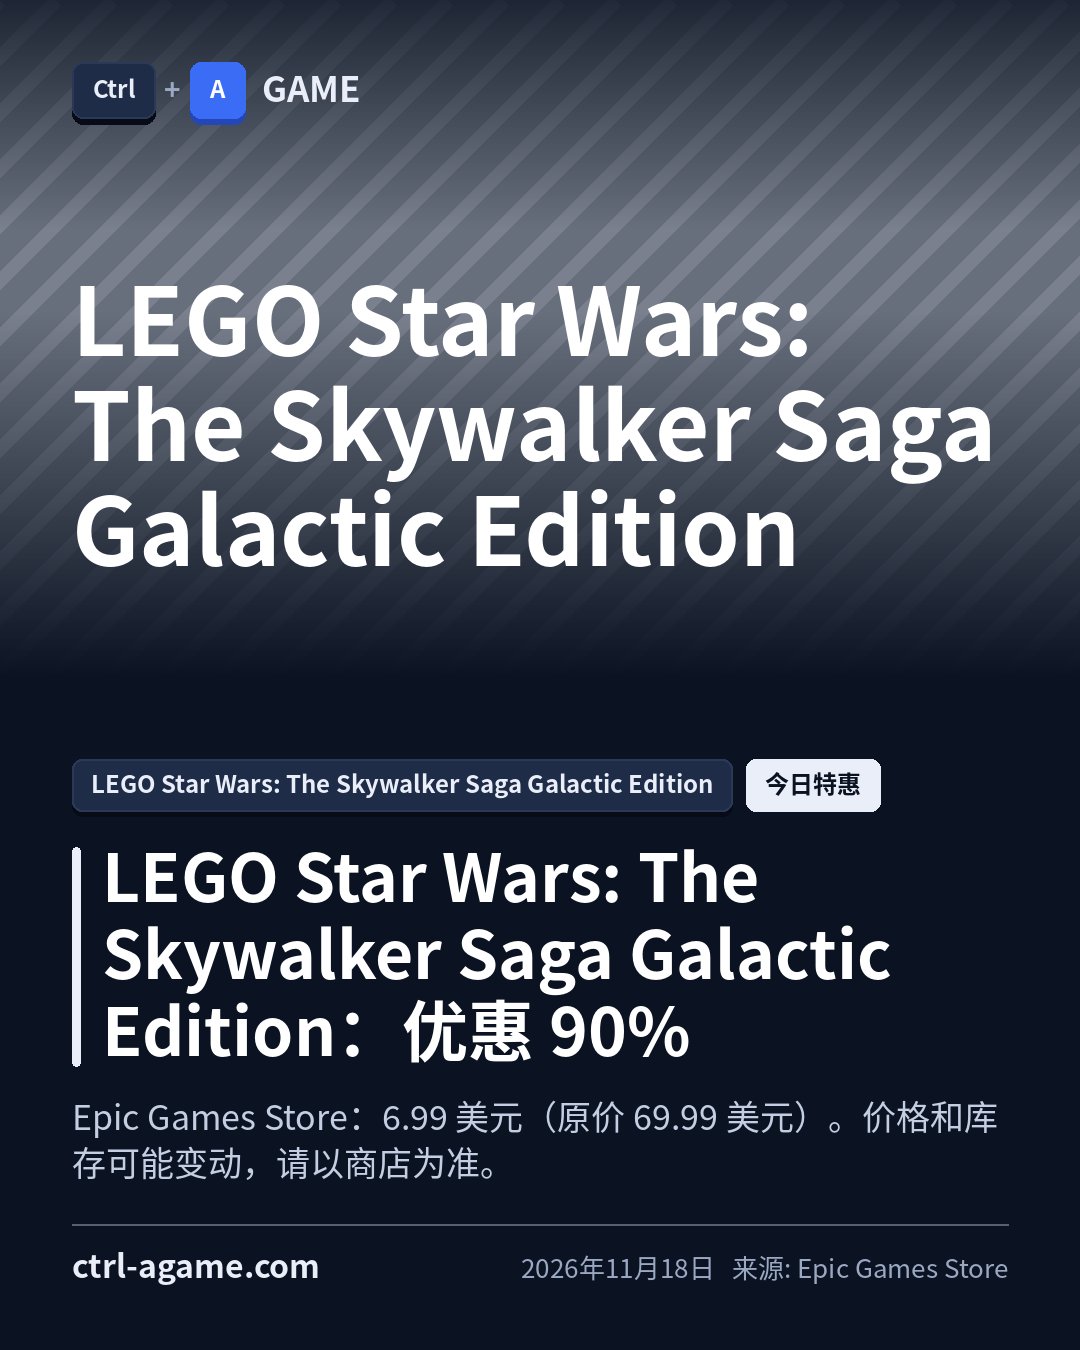 Ctrl + A GAME
LEGO Star Wars:
The Skywalker Saga
Galactic Edition
LEGO Star Wars: The Skywalker Saga Galactic Edition 今日特惠
LEGO Star Wars: The
Skywalker Saga Galactic
Edition：优惠 90%
Epic Games Store：6.99 美元（原价 69.99 美元）。价格和库
存可能变动，请以商店为准。
ctrl-agame.com 2026年11月18日 来源: Epic Games Store